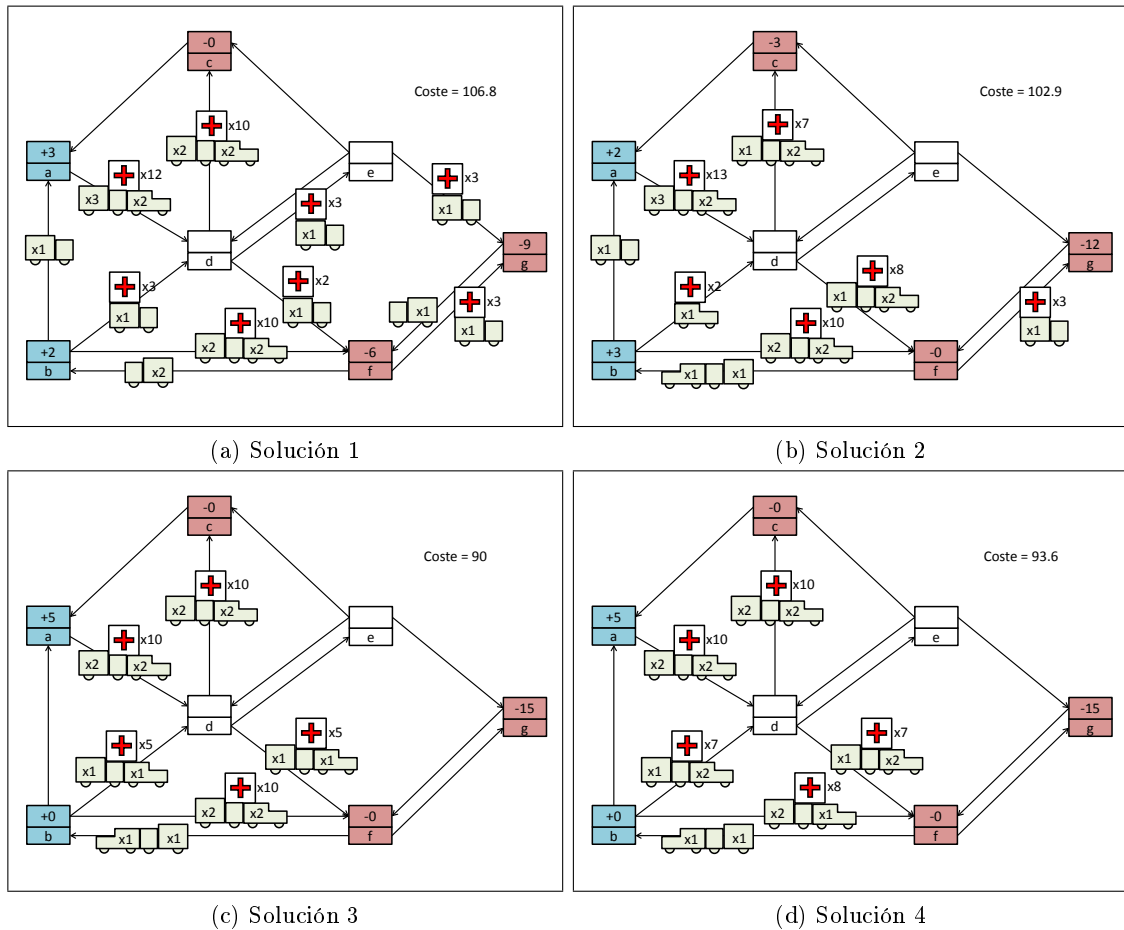 -0
c
Coste = 106.8
x10
x2 x2
+3
a
x12
x3 x2
e
x3
x1
x3
x1
x1
-9
g
d
x3
x1
x2
x1
x1
x3
x1
x10
x2 x2
+2
b
x2
-6
f
(a) Solución 1
-3
c
Coste = 102.9
x7
x1 x2
+2
a
x13
x3 x2
e
x1
-12
g
d
x2
x1
x8
x1 x2
x3
x1
x10
x2 x2
+3
b
x1 x1
-0
f
(b) Solución 2
-0
c
Coste = 90
x10
x2 x2
+5
a
x10
x2 x2
e
-15
g
d
x5
x1 x1
x5
x1 x1
x10
x2 x2
+0
b
x1 x1
-0
f
(c) Solución 3
-0
c
Coste = 93.6
x10
x2 x2
+5
a
x10
x2 x2
e
-15
g
d
x7
x1 x2
x7
x1 x2
x8
x2 x1
+0
b
x1 x1
-0
f
(d) Solución 4